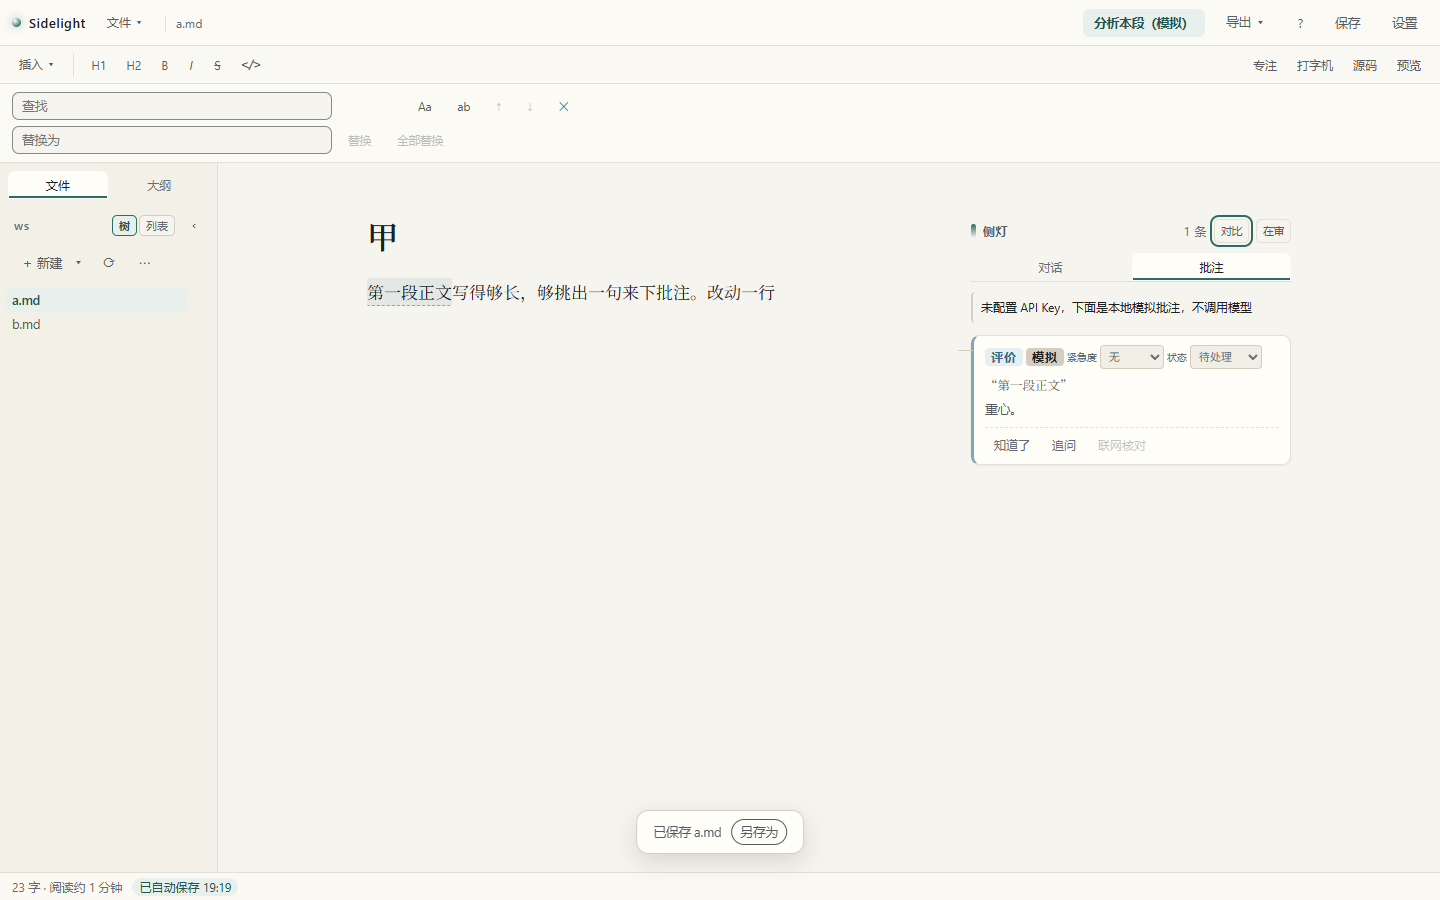 Sidelight 文件 a.md 分析本段（模拟） 导出 ? 保存 设置
插入 H1 H2 B I S </> 专注 打字机 源码 预览
查找 Aa ab ↑ ↓ ×
替换为 替换 全部替换
文件 大纲
ws 树 列表 ‹
+ 新建 ···
a.md
b.md
甲
第一段正文写得够长，够挑出一句来下批注。改动一行
侧灯 1 条 对比 在审
对话 批注
未配置 API Key，下面是本地模拟批注，不调用模型
评价 模拟 紧急度 无 状态 待处理
“第一段正文”
重心。
知道了 追问 联网核对
已保存 a.md 另存为
23 字 · 阅读约 1 分钟 已自动保存 19:19